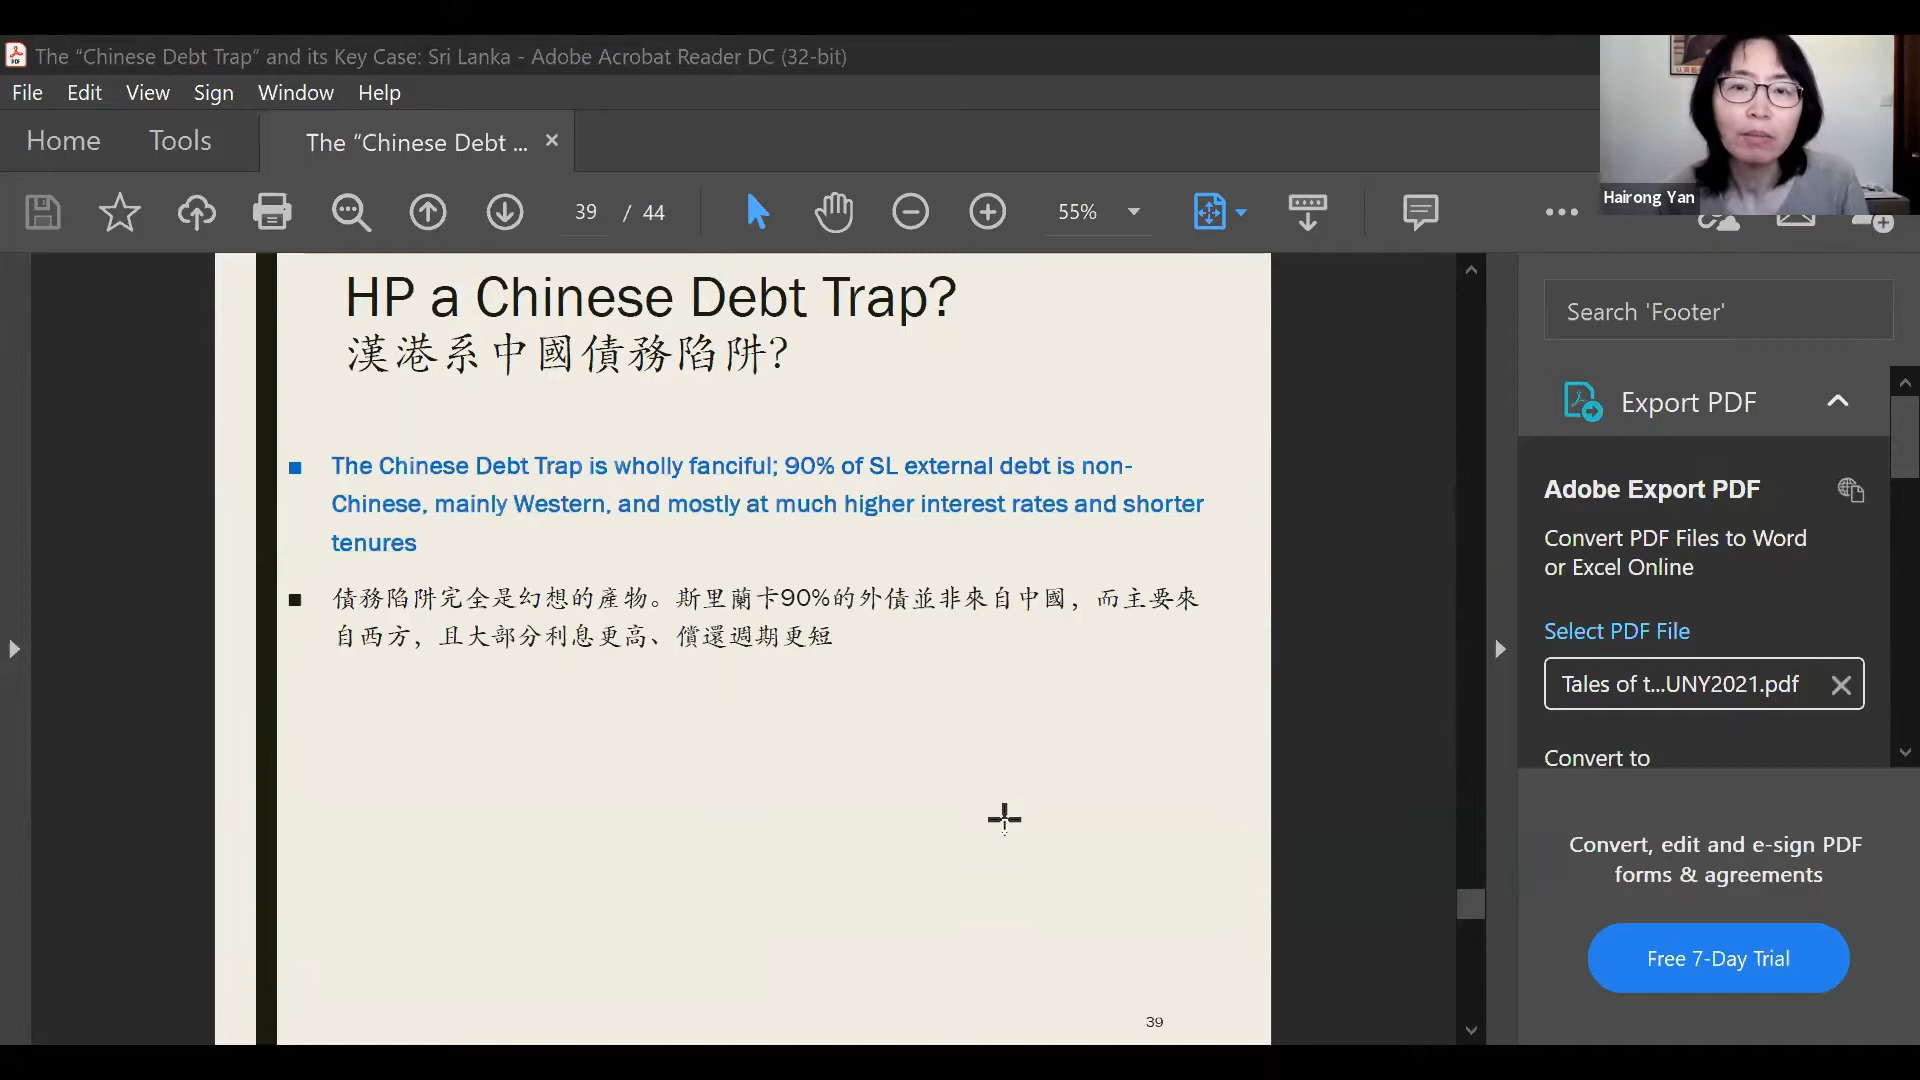 The “Chinese Debt Trap” and its Key Case: Sri Lanka - Adobe Acrobat Reader DC (32-bit)
File Edit View Sign Window Help
Home Tools The “Chinese Debt ...
39 / 44 55%
Hairong Yan
HP a Chinese Debt Trap?
漢港系中國債務陷阱?
The Chinese Debt Trap is wholly fanciful; 90% of SL external debt is non-
Chinese, mainly Western, and mostly at much higher interest rates and shorter
tenures
債務陷阱完全是幻想的產物。斯里蘭卡90%的外債並非來自中國，而主要來
自西方，且大部分利息更高、償還週期更短
39
Search 'Footer'
Export PDF
Adobe Export PDF
Convert PDF Files to Word
or Excel Online
Select PDF File
Tales of t...UNY2021.pdf
Convert to
Convert, edit and e-sign PDF
forms & agreements
Free 7-Day Trial